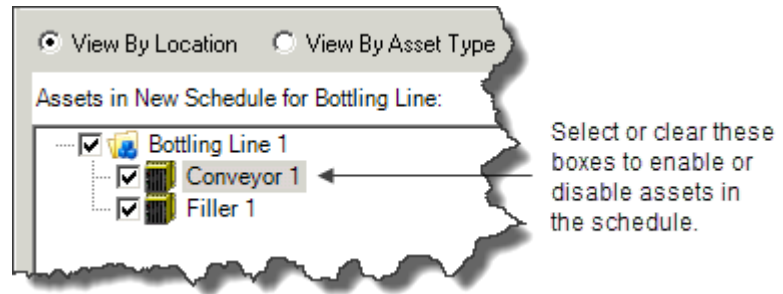 View By Location View By Asset Type
Assets in New Schedule for Bottling Line:
Bottling Line 1
Conveyor 1
Filler 1
Select or clear these
boxes to enable or
disable assets in
the schedule.